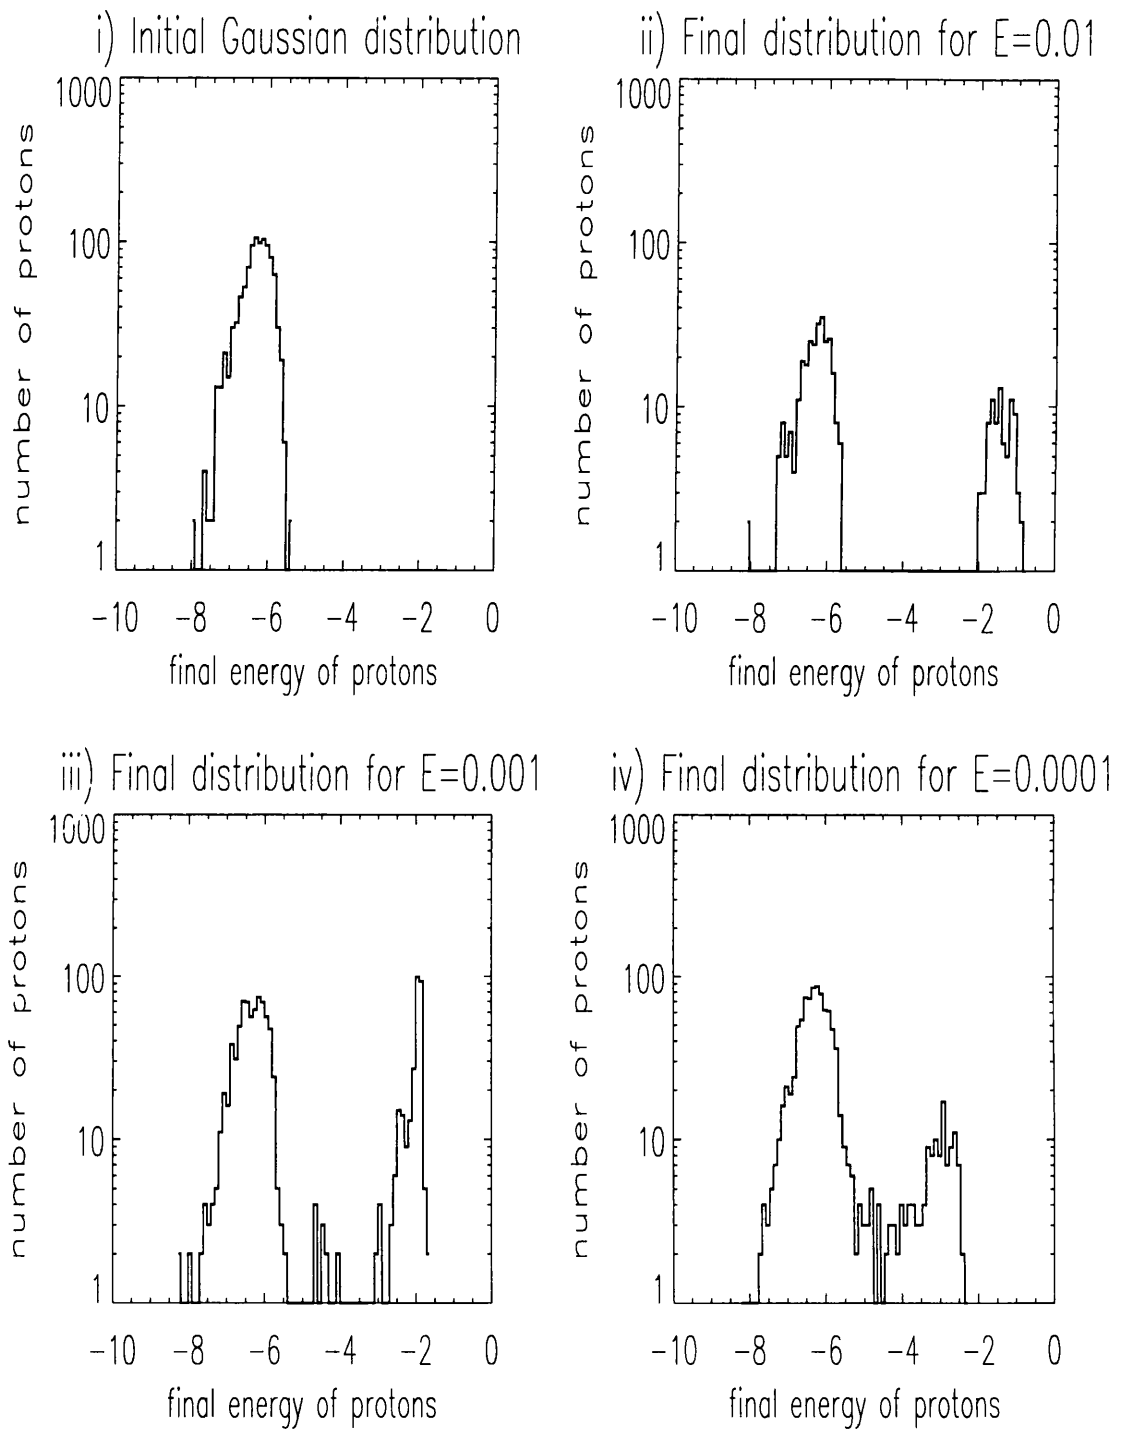 i) Initial Gaussian distribution
number of protons
1000
100
10
1
-10 -8 -6 -4 -2 0
final energy of protons
ii) Final distribution for E=0.01
number of protons
1000
100
10
1
-10 -8 -6 -4 -2 0
final energy of protons
iii) Final distribution for E=0.001
number of protons
1000
100
10
1
-10 -8 -6 -4 -2 0
final energy of protons
iv) Final distribution for E=0.0001
number of protons
1000
100
10
1
-10 -8 -6 -4 -2 0
final energy of protons